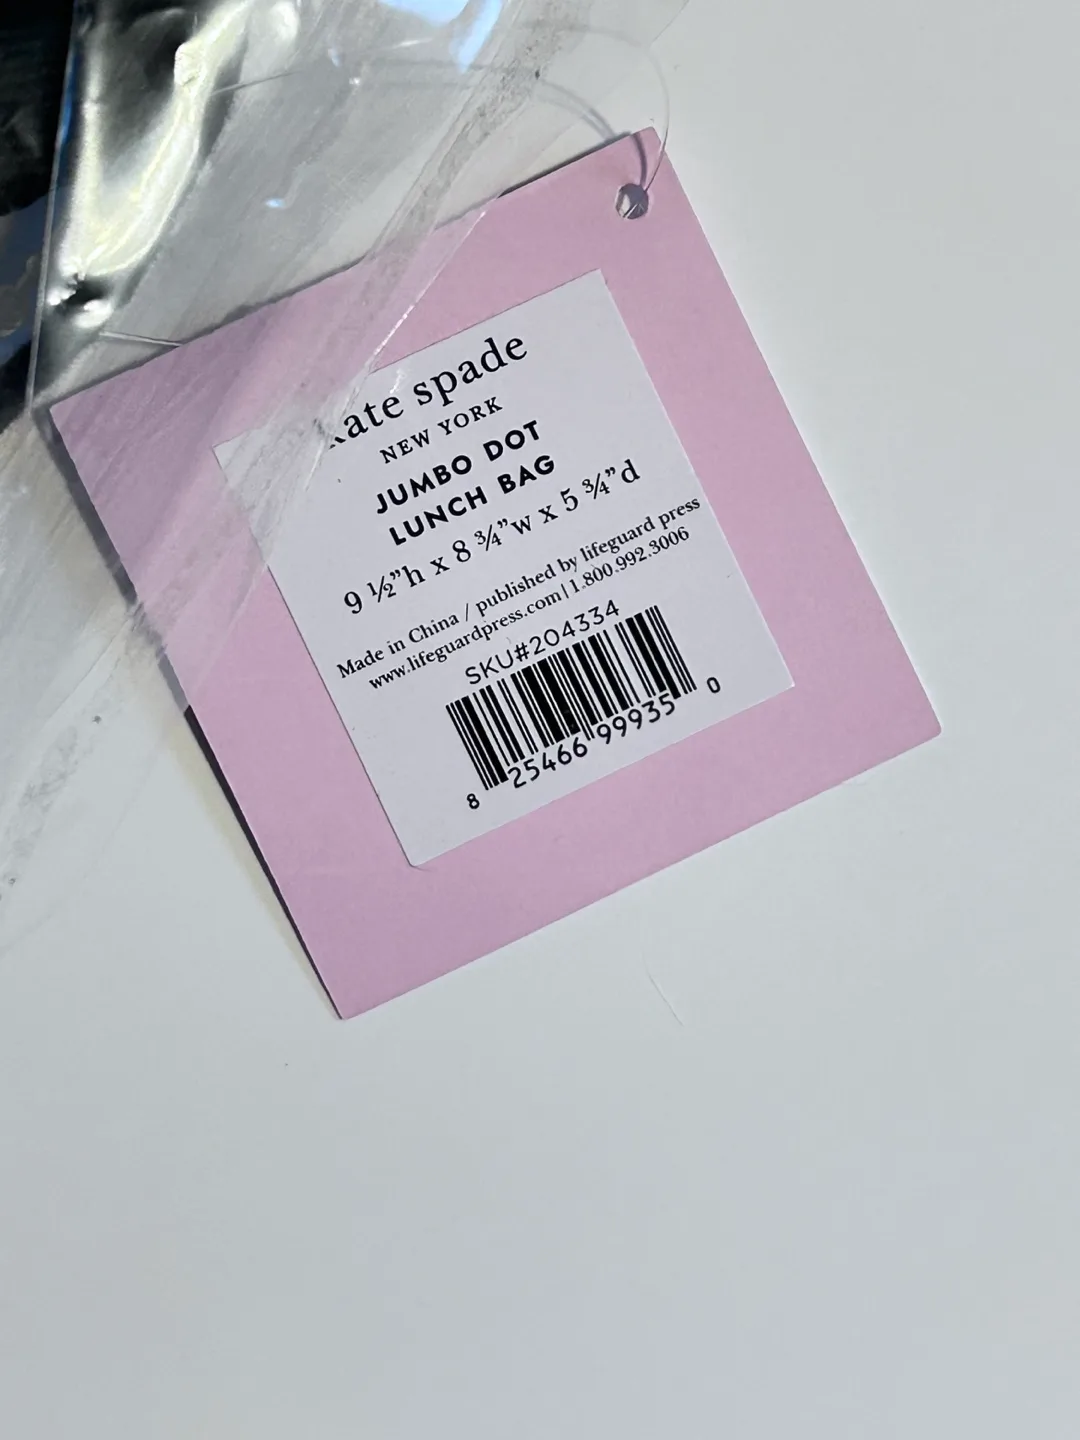 kate spade
NEW YORK
JUMBO DOT
LUNCH BAG
9 ½”h x 8 ¾”w x 5 ¾”d
Made in China / published by lifeguard press
www.lifeguardpress.com | 1.800.992.3006
SKU#204334
8 25466 99935 0